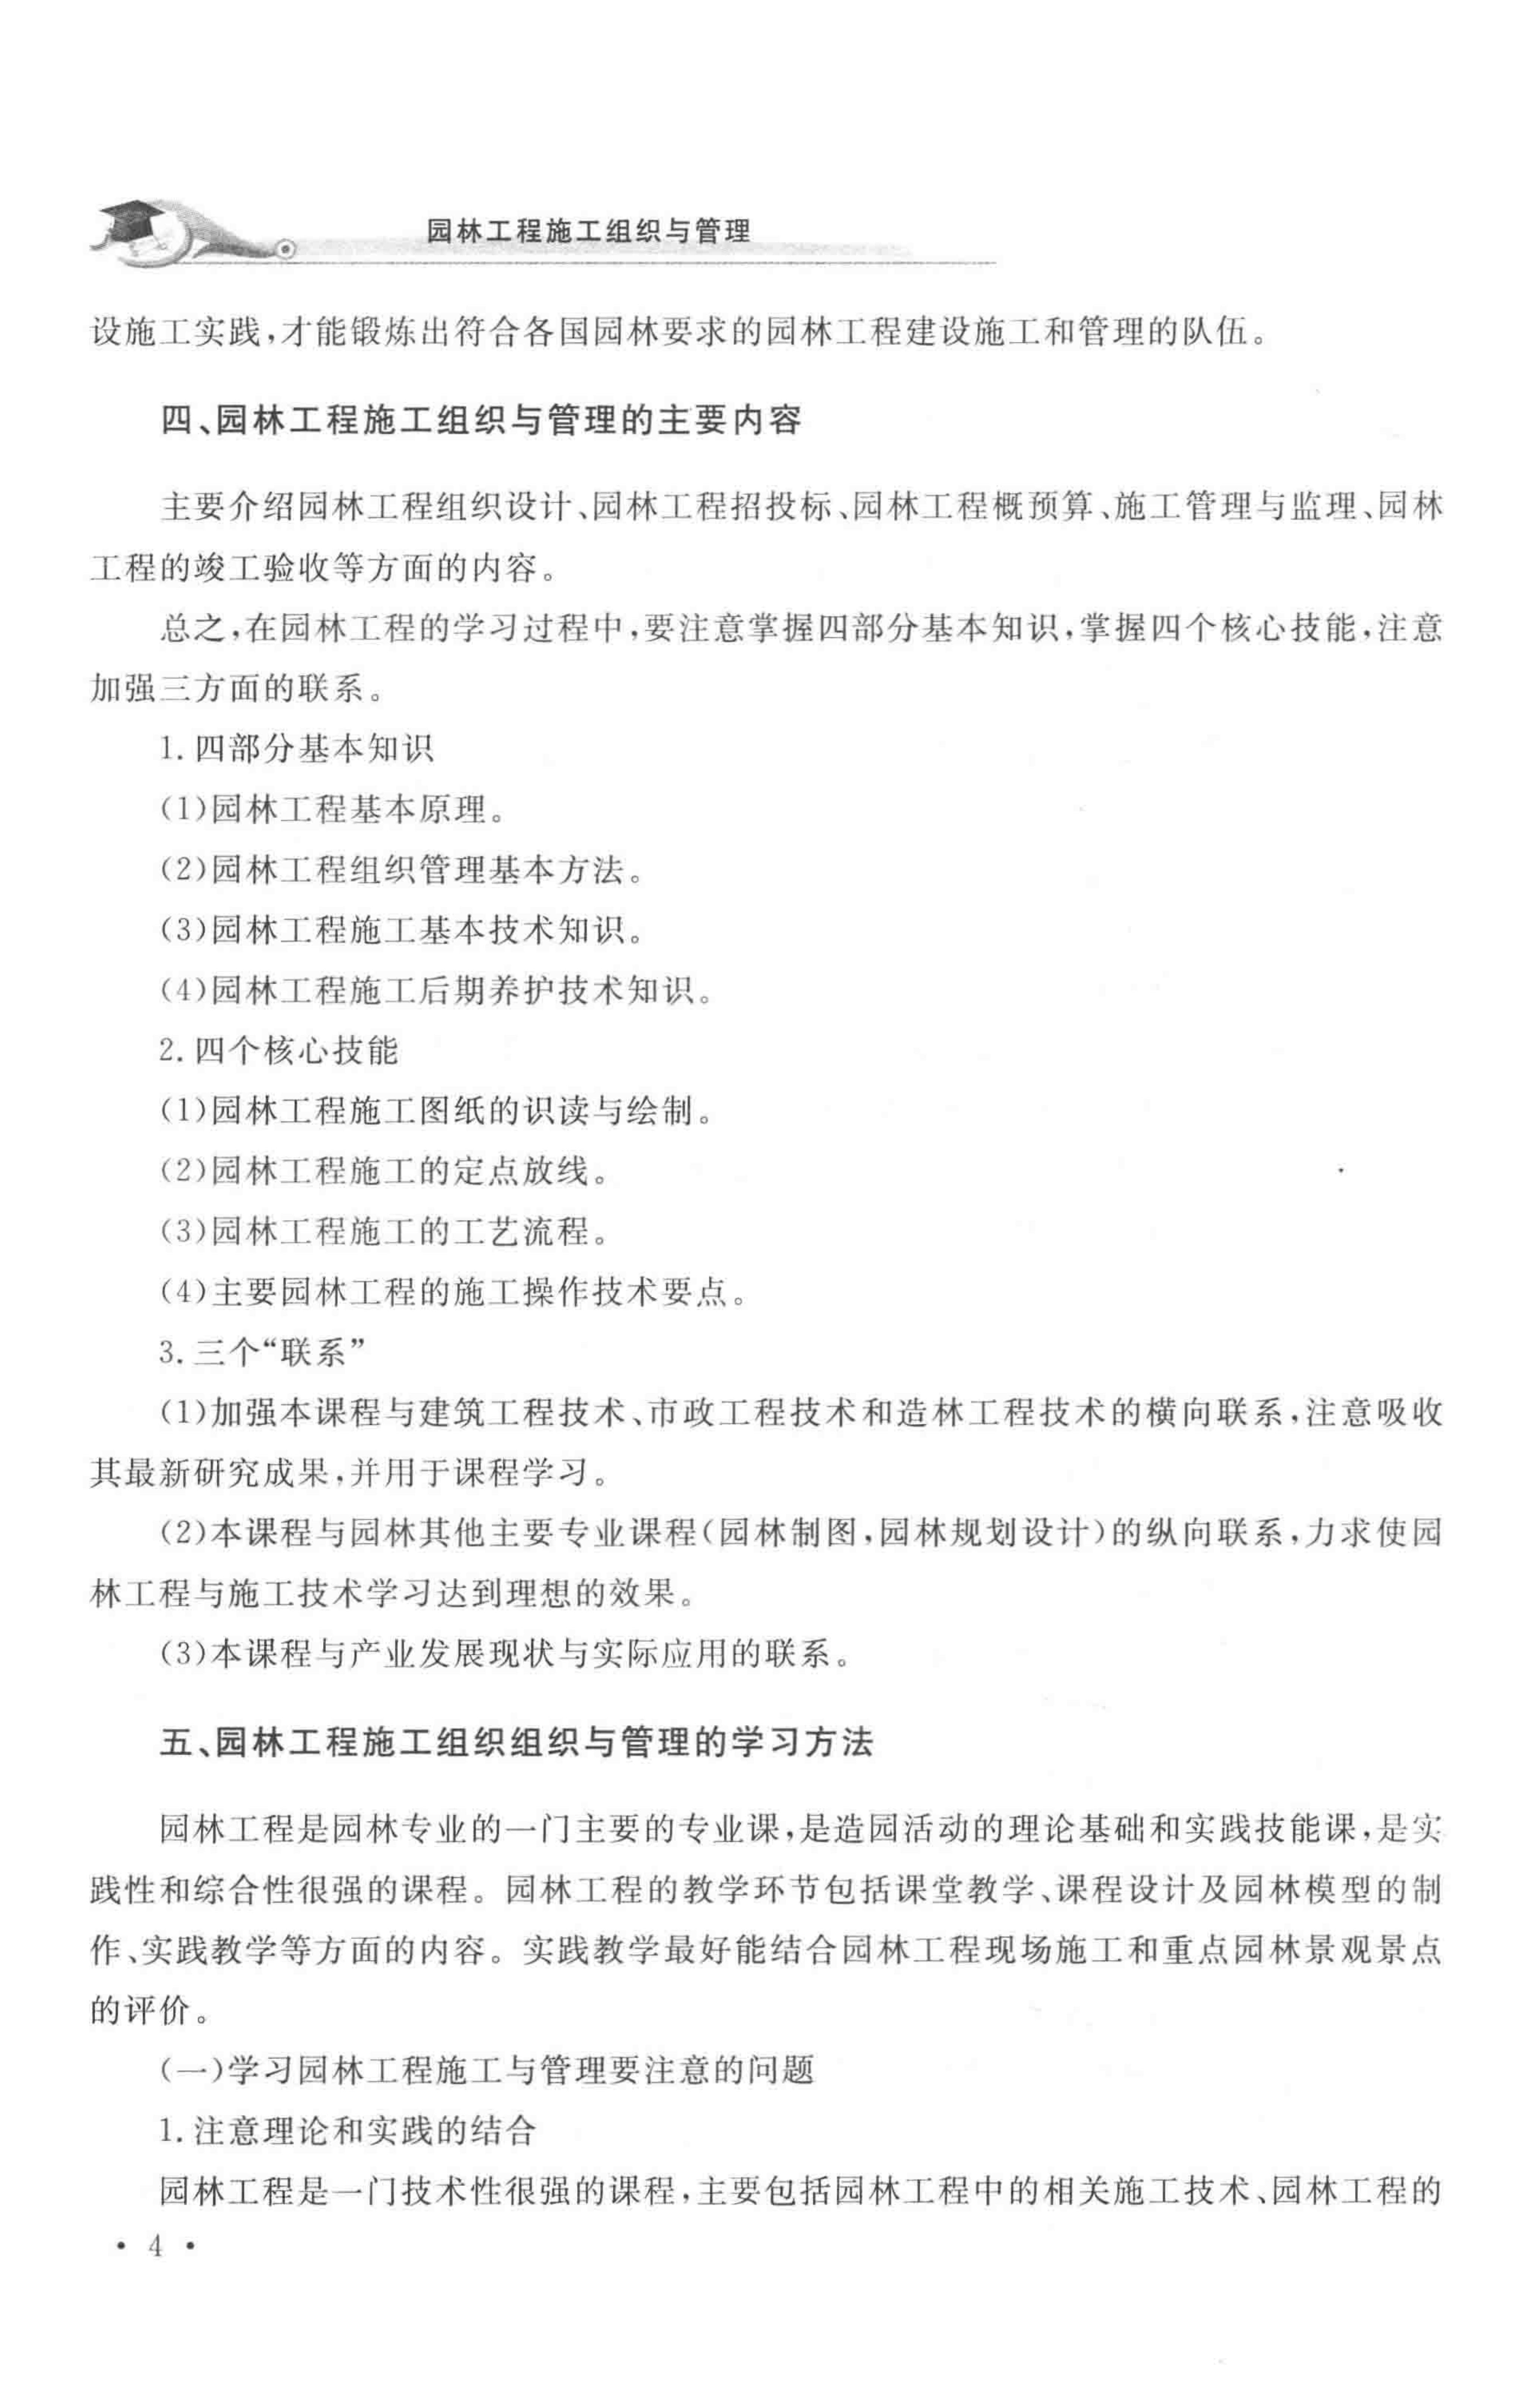 园林工程施工组织与管理
设施工实践,才能锻炼出符合各国园林要求的园林工程建设施工和管理的队伍。
四、园林工程施工组织与管理的主要内容
主要介绍园林工程组织设计、园林工程招投标、园林工程概预算、施工管理与监理、园林
工程的竣工验收等方面的内容。
总之,在园林工程的学习过程中,要注意掌握四部分基本知识,掌握四个核心技能,注意
加强三方面的联系。
1. 四部分基本知识
(1)园林工程基本原理。
(2)园林工程组织管理基本方法。
(3)园林工程施工基本技术知识。
(4)园林工程施工后期养护技术知识。
2. 四个核心技能
(1)园林工程施工图纸的识读与绘制。
(2)园林工程施工的定点放线。
(3)园林工程施工的工艺流程。
(4)主要园林工程的施工操作技术要点。
3. 三个“联系”
(1)加强本课程与建筑工程技术、市政工程技术和造林工程技术的横向联系,注意吸收
其最新研究成果,并用于课程学习。
(2)本课程与园林其他主要专业课程(园林制图,园林规划设计)的纵向联系,力求使园
林工程与施工技术学习达到理想的效果。
(3)本课程与产业发展现状与实际应用的联系。
五、园林工程施工组织组织与管理的学习方法
园林工程是园林专业的一门主要的专业课,是造园活动的理论基础和实践技能课,是实
践性和综合性很强的课程。园林工程的教学环节包括课堂教学、课程设计及园林模型的制
作、实践教学等方面的内容。实践教学最好能结合园林工程现场施工和重点园林景观景点
的评价。
(一)学习园林工程施工与管理要注意的问题
1. 注意理论和实践的结合
园林工程是一门技术性很强的课程,主要包括园林工程中的相关施工技术、园林工程的
• 4 •